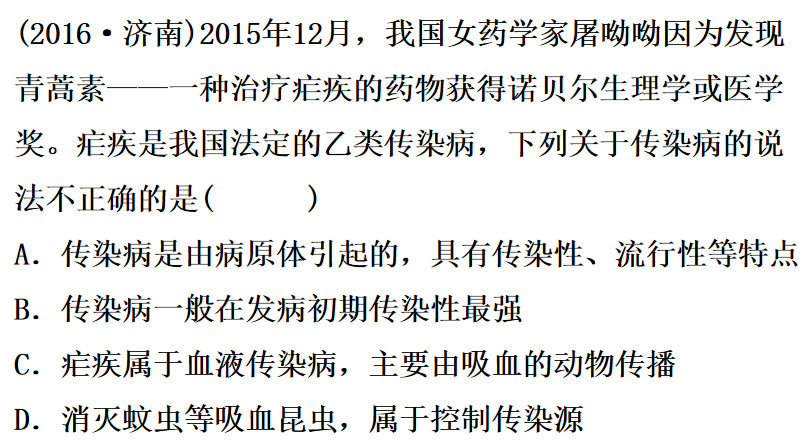 (2016·济南)2015年12月，我国女药学家屠呦呦因为发现
青蒿素——一种治疗疟疾的药物获得诺贝尔生理学或医学
奖。疟疾是我国法定的乙类传染病，下列关于传染病的说
法不正确的是(　　　)
A．传染病是由病原体引起的，具有传染性、流行性等特点
B．传染病一般在发病初期传染性最强
C．疟疾属于血液传染病，主要由吸血的动物传播
D．消灭蚊虫等吸血昆虫，属于控制传染源